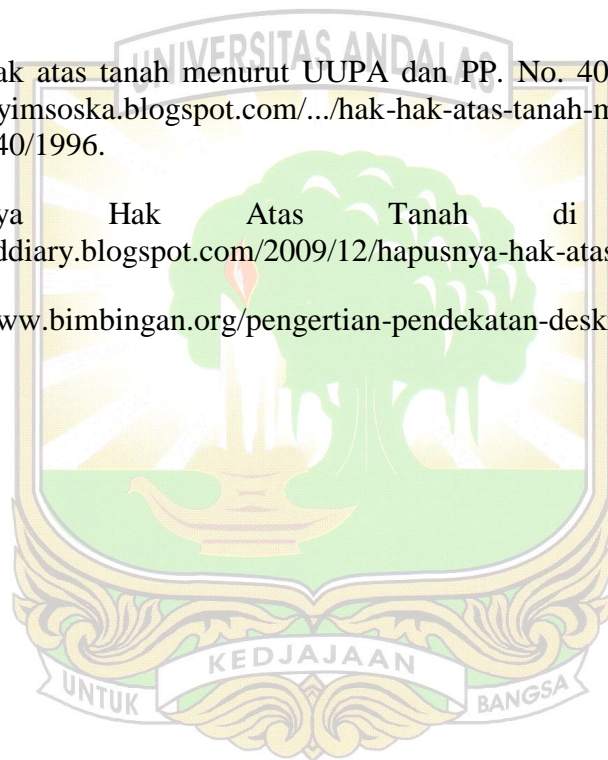 UNIVERSITAS ANDALAS
ak atas tanah menurut UUPA dan PP. No. 40
yimsoska.blogspot.com/.../hak-hak-atas-tanah-m
40/1996.
ya Hak Atas Tanah di
ddiary.blogspot.com/2009/12/hapusnya-hak-atas
ww.bimbingan.org/pengertian-pendekatan-desk
KEDJAJAAN
UNTUK BANGSA